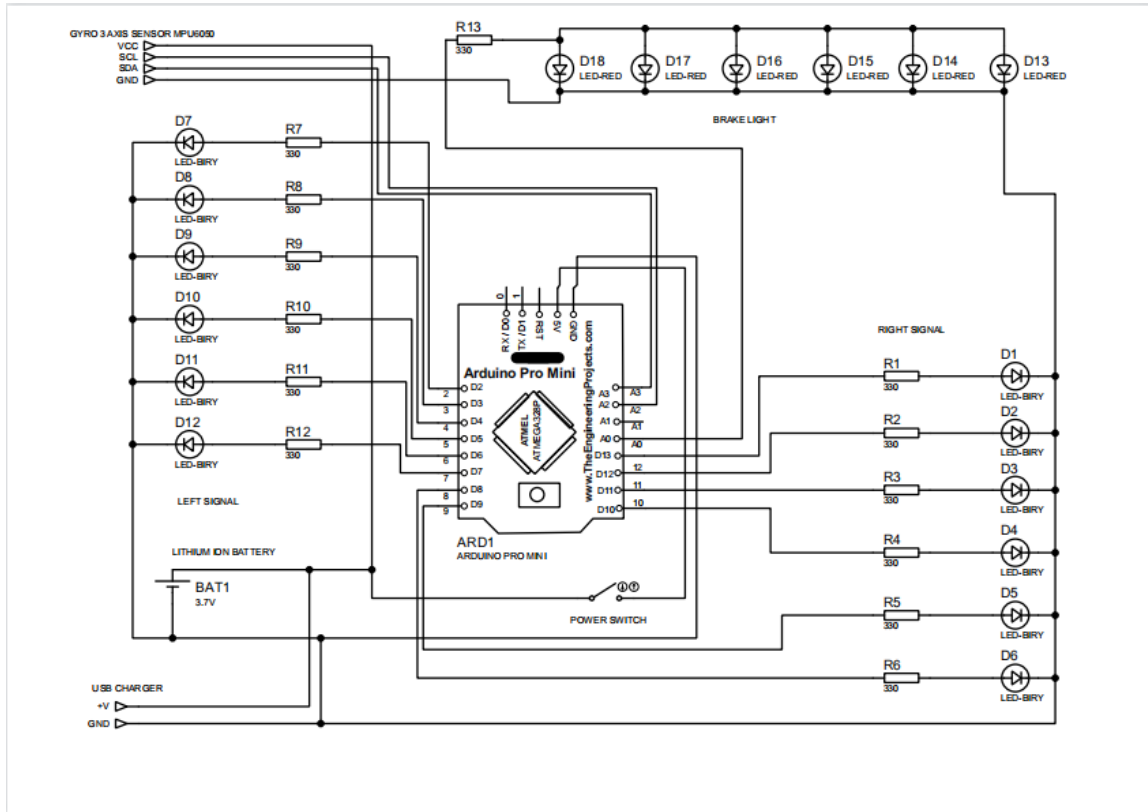 GYRO 3 AXIS SENSOR MPU6050
VCC
SCL
SDA
GND
R13
330
D18
LED-RED
D17
LED-RED
D16
LED-RED
D15
LED-RED
D14
LED-RED
D13
LED-RED
BRAKE LIGHT
D7
LED-BIRY
R7
330
D8
LED-BIRY
R8
330
D9
LED-BIRY
R9
330
D10
LED-BIRY
R10
330
D11
LED-BIRY
R11
330
D12
LED-BIRY
R12
330
LEFT SIGNAL
0
1
RX/D0
TX/D1
RST
5V
GND
Arduino Pro Mini
ATMEL
ATMEGA328P
www.TheEngineeringProjects.com
2
D2
3
D3
4
D4
5
D5
6
D6
7
D7
8
D8
9
D9
A3
A3
A2
A2
A1
A1
A0
A0
D13
D12
12
D11
11
D10
10
ARD1
ARDUINO PRO MINI
RIGHT SIGNAL
R1
330
D1
LED-BIRY
R2
330
D2
LED-BIRY
R3
330
D3
LED-BIRY
R4
330
D4
LED-BIRY
R5
330
D5
LED-BIRY
R6
330
D6
LED-BIRY
LITHIUM ION BATTERY
BAT1
3.7V
POWER SWITCH
USB CHARGER
+V
GND